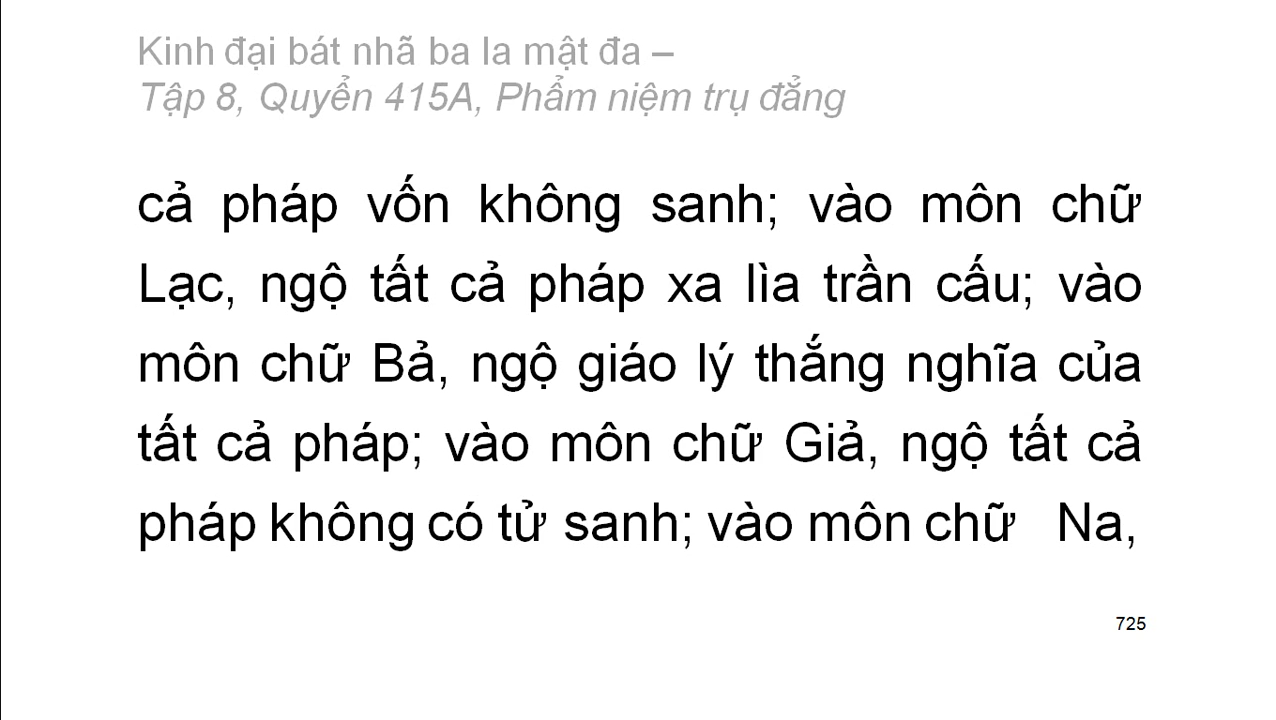 Kinh đại bát nhã ba la mật đa –
Tập 8, Quyển 415A, Phẩm niệm trụ đẳng
cả pháp vốn không sanh; vào môn chữ
Lạc, ngộ tất cả pháp xa lìa trần cấu; vào
môn chữ Bả, ngộ giáo lý thắng nghĩa của
tất cả pháp; vào môn chữ Giả, ngộ tất cả
pháp không có tử sanh; vào môn chữ Na,
725